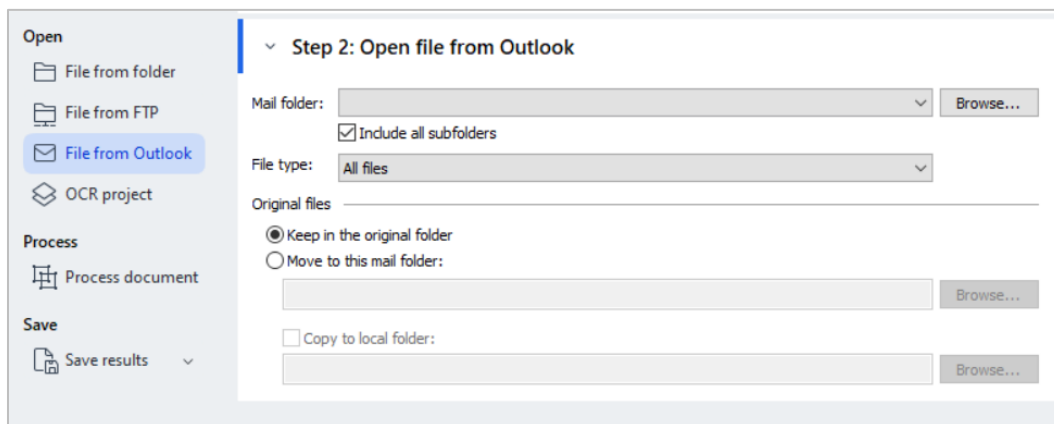 Open
File from folder
File from FTP
File from Outlook
OCR project
Process
Process document
Save
Save results
Step 2: Open file from Outlook
Mail folder:
Browse...
Include all subfolders
File type:
All files
Original files
Keep in the original folder
Move to this mail folder:
Browse...
Copy to local folder:
Browse...